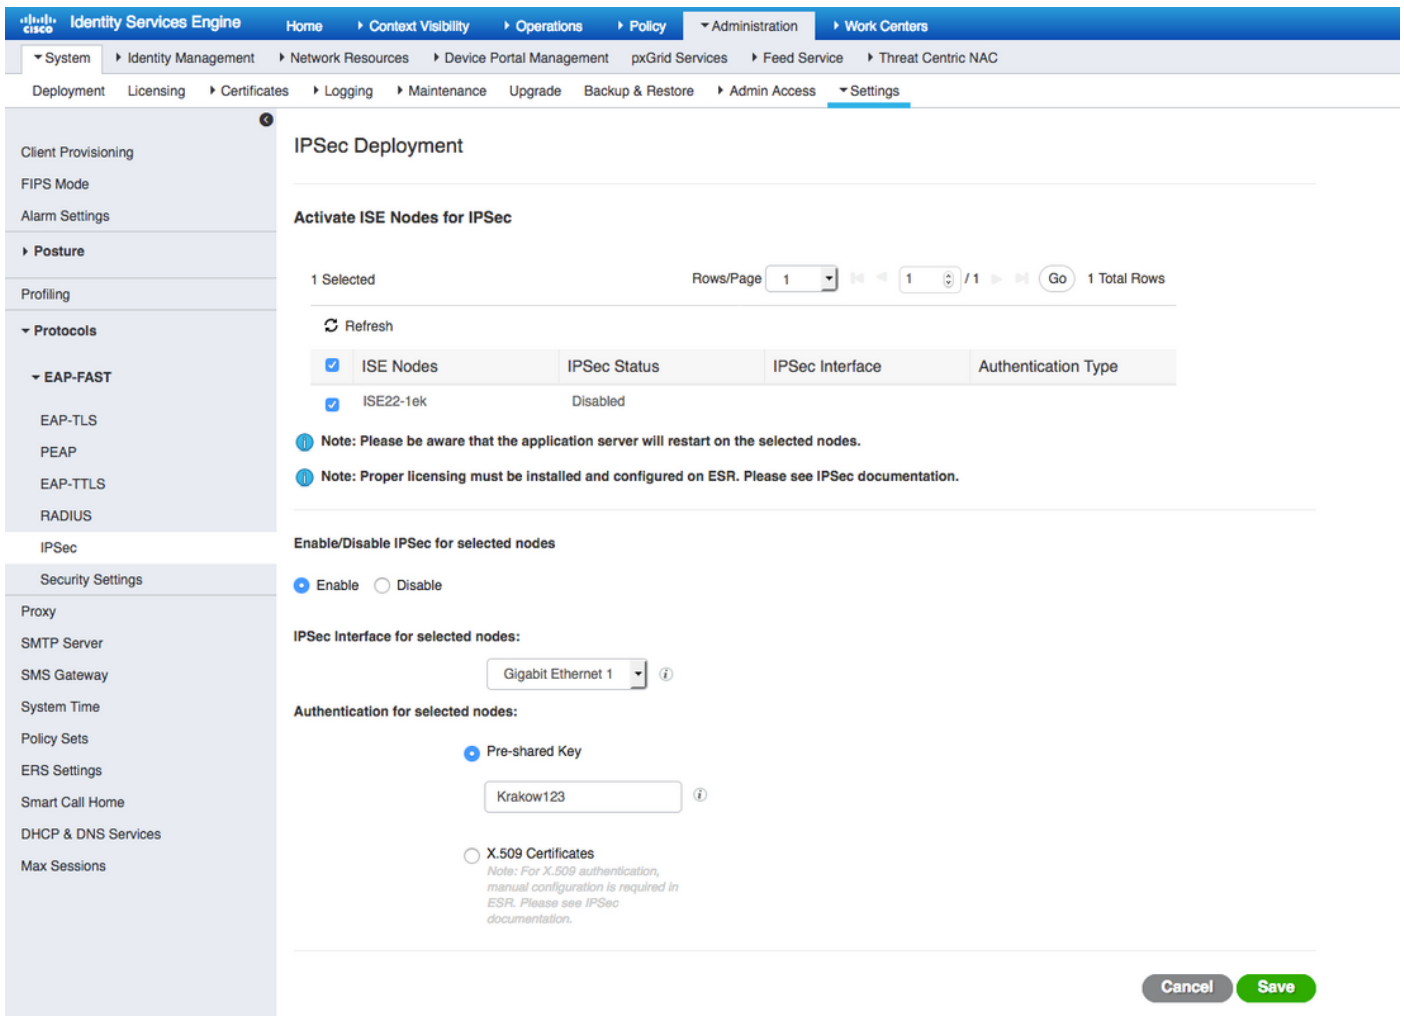 cisco Identity Services Engine Home Context Visibility Operations Policy Administration Work Centers
System Identity Management Network Resources Device Portal Management pxGrid Services Feed Service Threat Centric NAC
Deployment Licensing Certificates Logging Maintenance Upgrade Backup & Restore Admin Access Settings
Client Provisioning
FIPS Mode
Alarm Settings
Posture
Profiling
Protocols
EAP-FAST
EAP-TLS
PEAP
EAP-TTLS
RADIUS
IPSec
Security Settings
Proxy
SMTP Server
SMS Gateway
System Time
Policy Sets
ERS Settings
Smart Call Home
DHCP & DNS Services
Max Sessions
IPSec Deployment
Activate ISE Nodes for IPSec
1 Selected Rows/Page 1 1 / 1 Go 1 Total Rows
Refresh
ISE Nodes IPSec Status IPSec Interface Authentication Type
ISE22-1ek Disabled
Note: Please be aware that the application server will restart on the selected nodes.
Note: Proper licensing must be installed and configured on ESR. Please see IPSec documentation.
Enable/Disable IPSec for selected nodes
Enable Disable
IPSec Interface for selected nodes:
Gigabit Ethernet 1
Authentication for selected nodes:
Pre-shared Key
Krakow123
X.509 Certificates
Note: For X.509 authentication,
manual configuration is required in
ESR. Please see IPSec
documentation.
Cancel Save